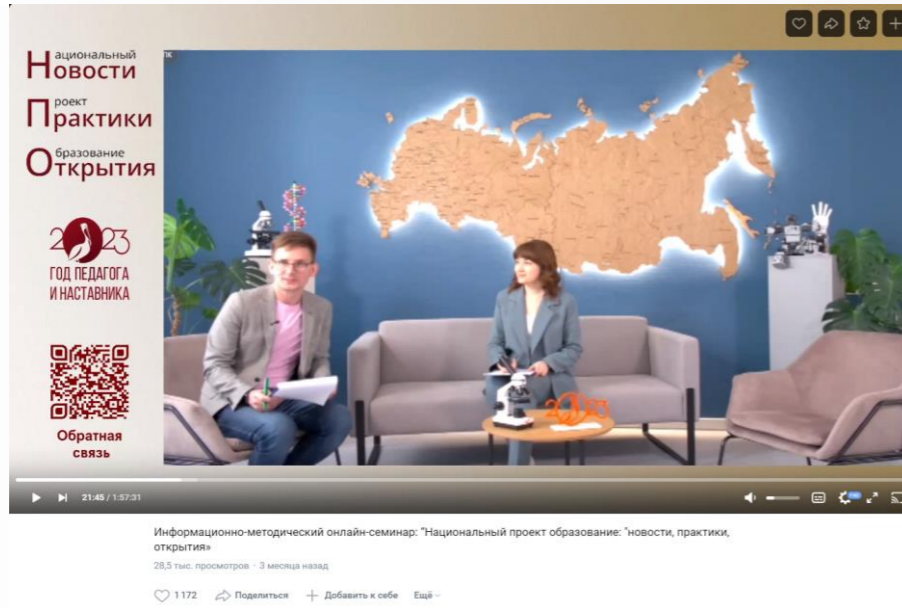 Национальный
Новости
Проект
Практики
Образование
Открытия
2023
ГОД ПЕДАГОГА
И НАСТАВНИКА
Обратная
связь
2023
21:45 / 1:57:31
Информационно-методический онлайн-семинар: "Национальный проект образование: "новости, практики,
открытия»
28,5 тыс. просмотров · 3 месяца назад
1172 Поделиться Добавить к себе Ещё